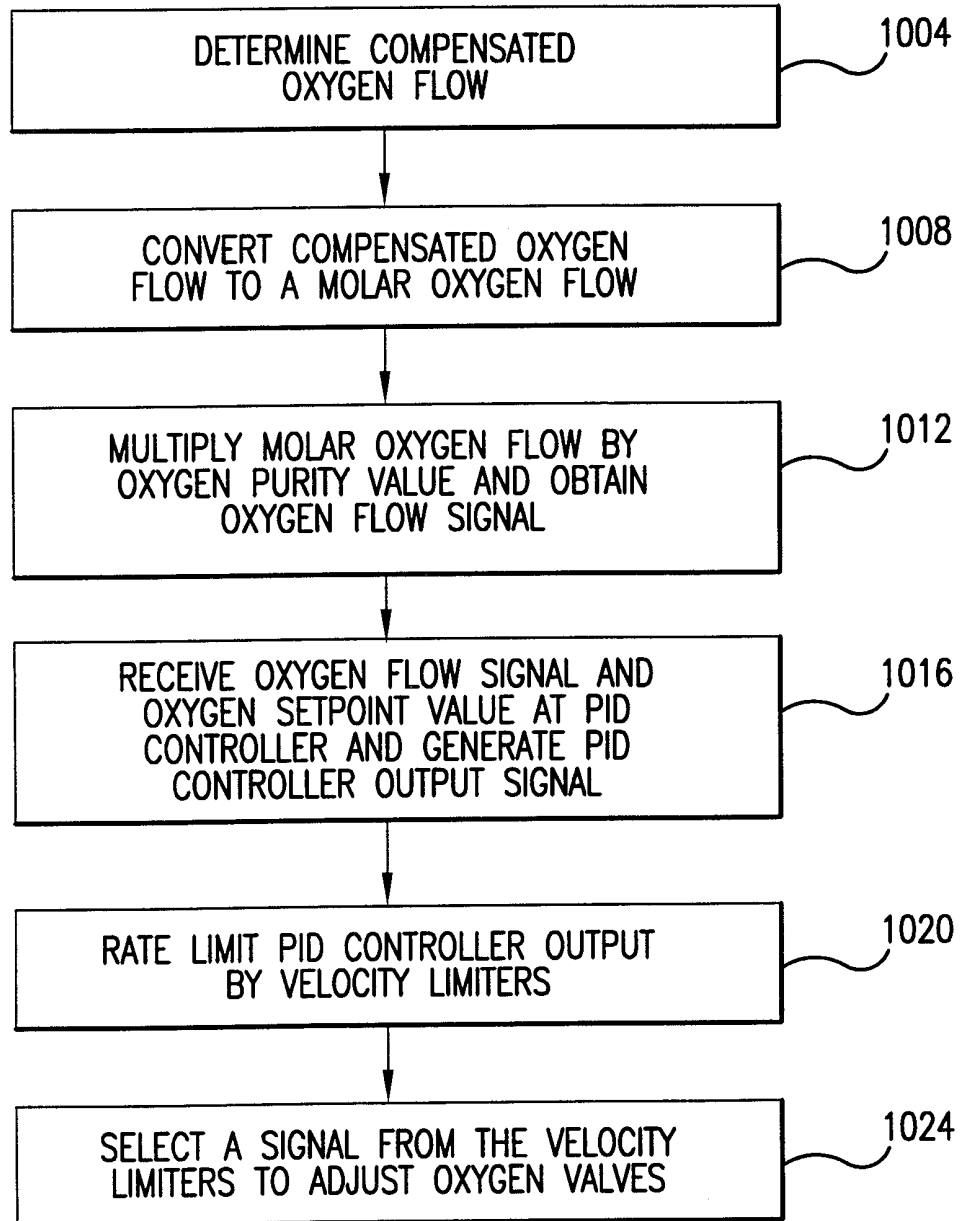 DETERMINE COMPENSATED
OXYGEN FLOW
1004
CONVERT COMPENSATED OXYGEN
FLOW TO A MOLAR OXYGEN FLOW
1008
MULTIPLY MOLAR OXYGEN FLOW BY
OXYGEN PURITY VALUE AND OBTAIN
OXYGEN FLOW SIGNAL
1012
RECEIVE OXYGEN FLOW SIGNAL AND
OXYGEN SETPOINT VALUE AT PID
CONTROLLER AND GENERATE PID
CONTROLLER OUTPUT SIGNAL
1016
RATE LIMIT PID CONTROLLER OUTPUT
BY VELOCITY LIMITERS
1020
SELECT A SIGNAL FROM THE VELOCITY
LIMITERS TO ADJUST OXYGEN VALVES
1024